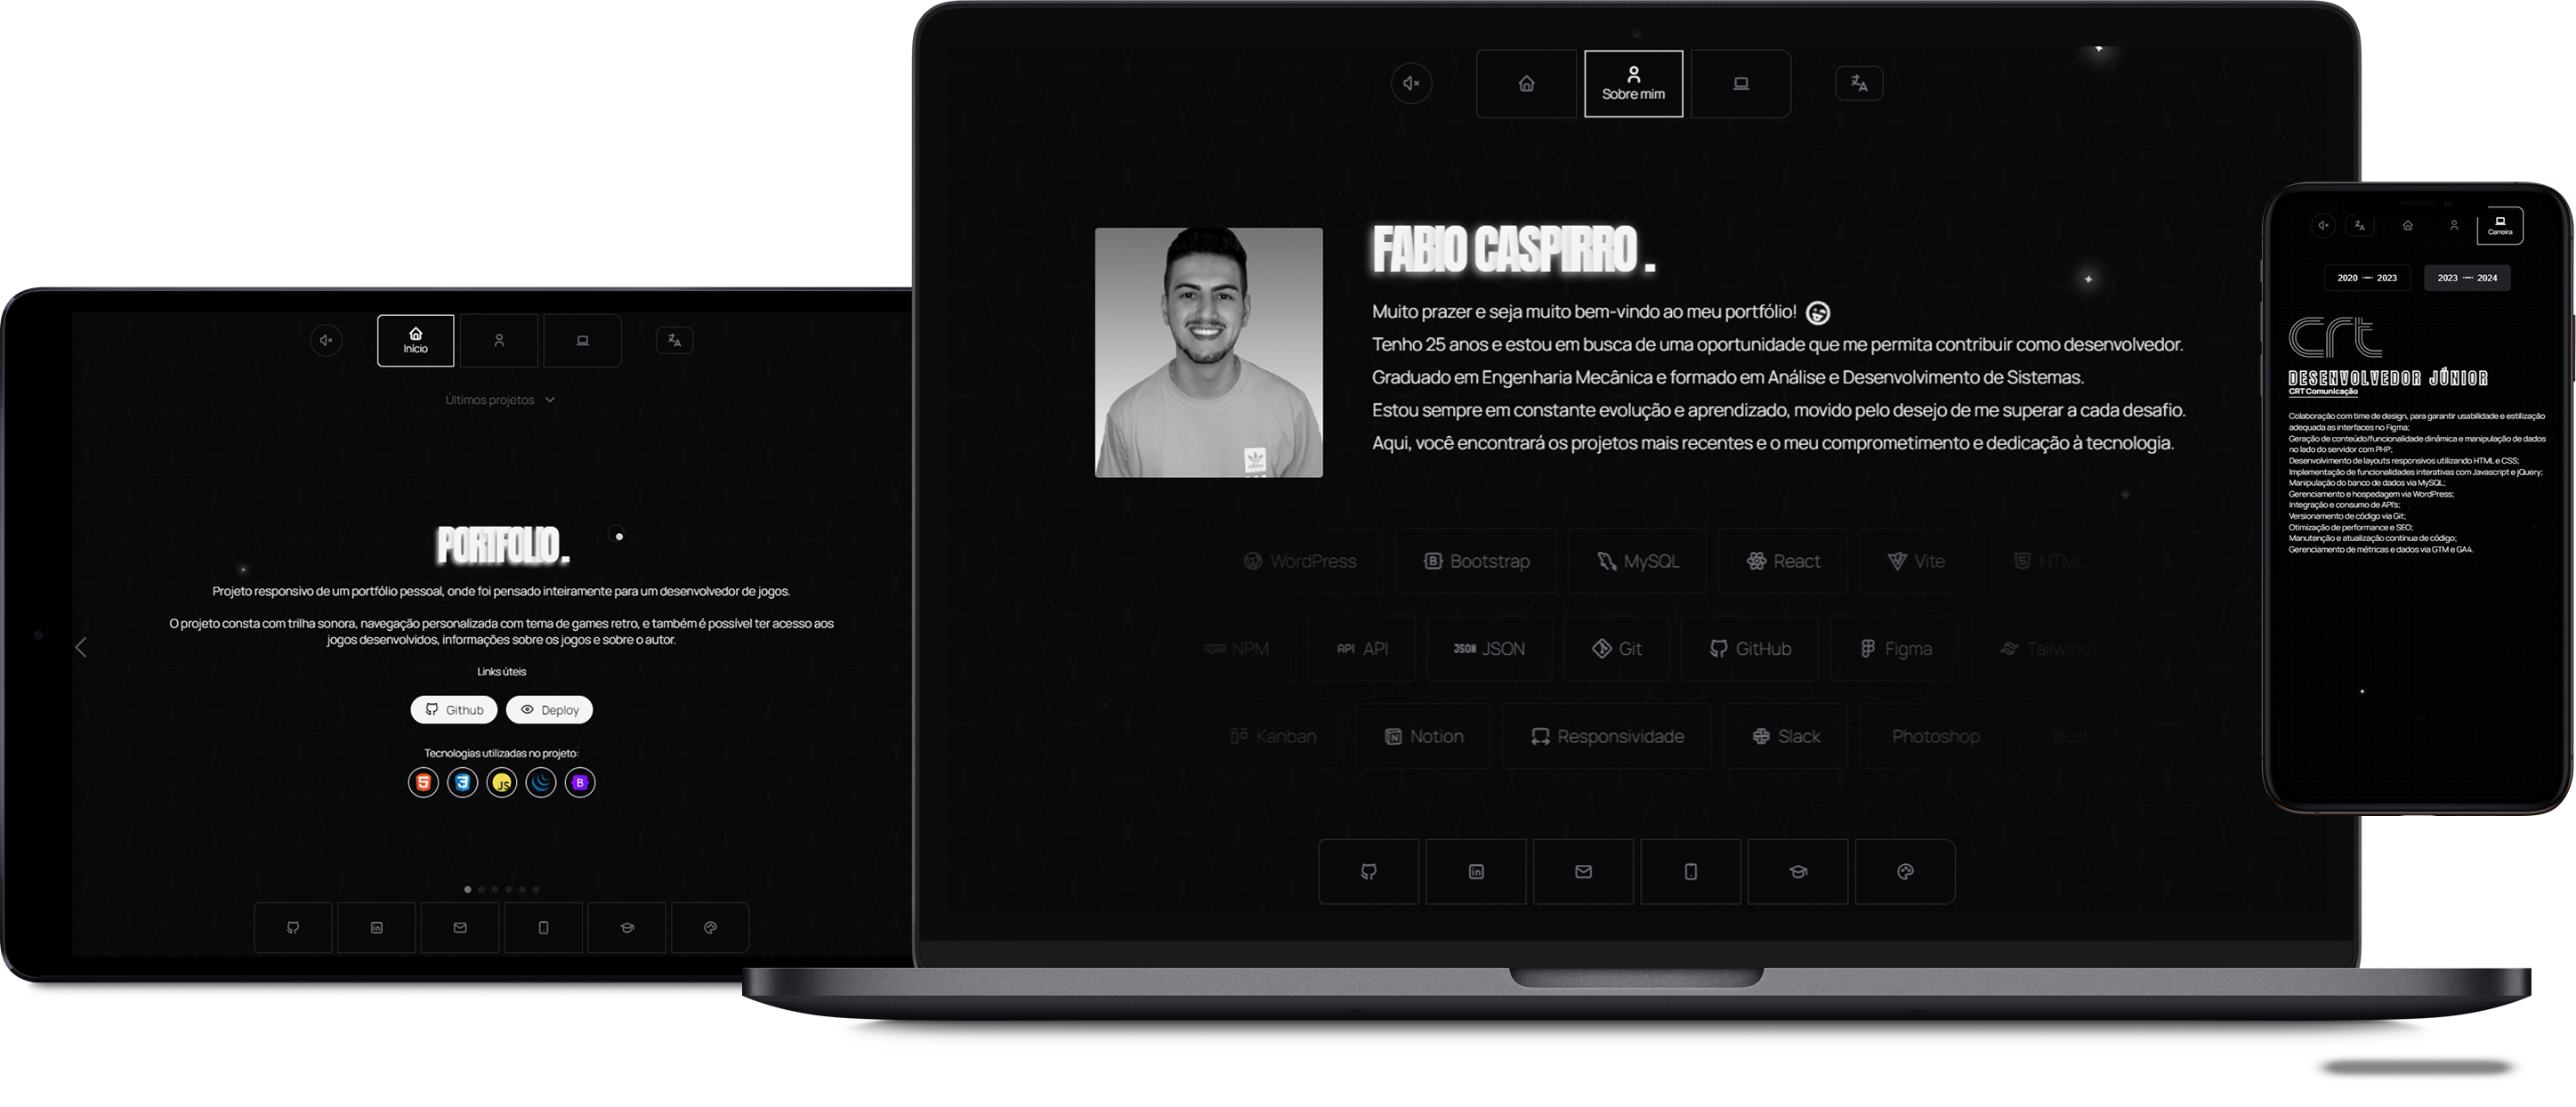 Início
Últimos projetos
PORTFOLIO.
Projeto responsivo de um portfólio pessoal, onde foi pensado inteiramente para um desenvolvedor de jogos.
O projeto consta com trilha sonora, navegação personalizada com tema de games retro, e também é possível ter acesso aos
jogos desenvolvidos, informações sobre os jogos e sobre o autor.
Links úteis
Github
Deploy
Tecnologias utilizadas no projeto:
Sobre mim
FABIO CASPIRRO .
Muito prazer e seja muito bem-vindo ao meu portfólio!
Tenho 25 anos e estou em busca de uma oportunidade que me permita contribuir como desenvolvedor.
Graduado em Engenharia Mecânica e formado em Análise e Desenvolvimento de Sistemas.
Estou sempre em constante evolução e aprendizado, movido pelo desejo de me superar a cada desafio.
Aqui, você encontrará os projetos mais recentes e o meu comprometimento e dedicação à tecnologia.
WordPress
Bootstrap
MySQL
React
Vite
HTML
NPM
API API
JSON JSON
Git
GitHub
Figma
Kanban
Notion
Responsividade
Slack
Photoshop
Carreira
2020 — 2023
2023 — 2024
crt
DESENVOLVEDOR JÚNIOR
CRT Comunicação
Colaboração com time de design, para garantir usabilidade e estilização
adequada as interfaces no Figma;
Geração de conteúdo/funcionalidade dinâmica e manipulação de dados
no lado do servidor com PHP;
Desenvolvimento de layouts responsivos utilizando HTML e CSS;
Implementação de funcionalidades interativas com Javascript e jQuery;
Manipulação do banco de dados via MySQL;
Gerenciamento e hospedagem via WordPress;
Integração e consumo de API's;
Versionamento de código via Git;
Otimização de performance e SEO;
Manutenção e atualização contínua de código;
Gerenciamento de métricas e dados via GTM e GA4.